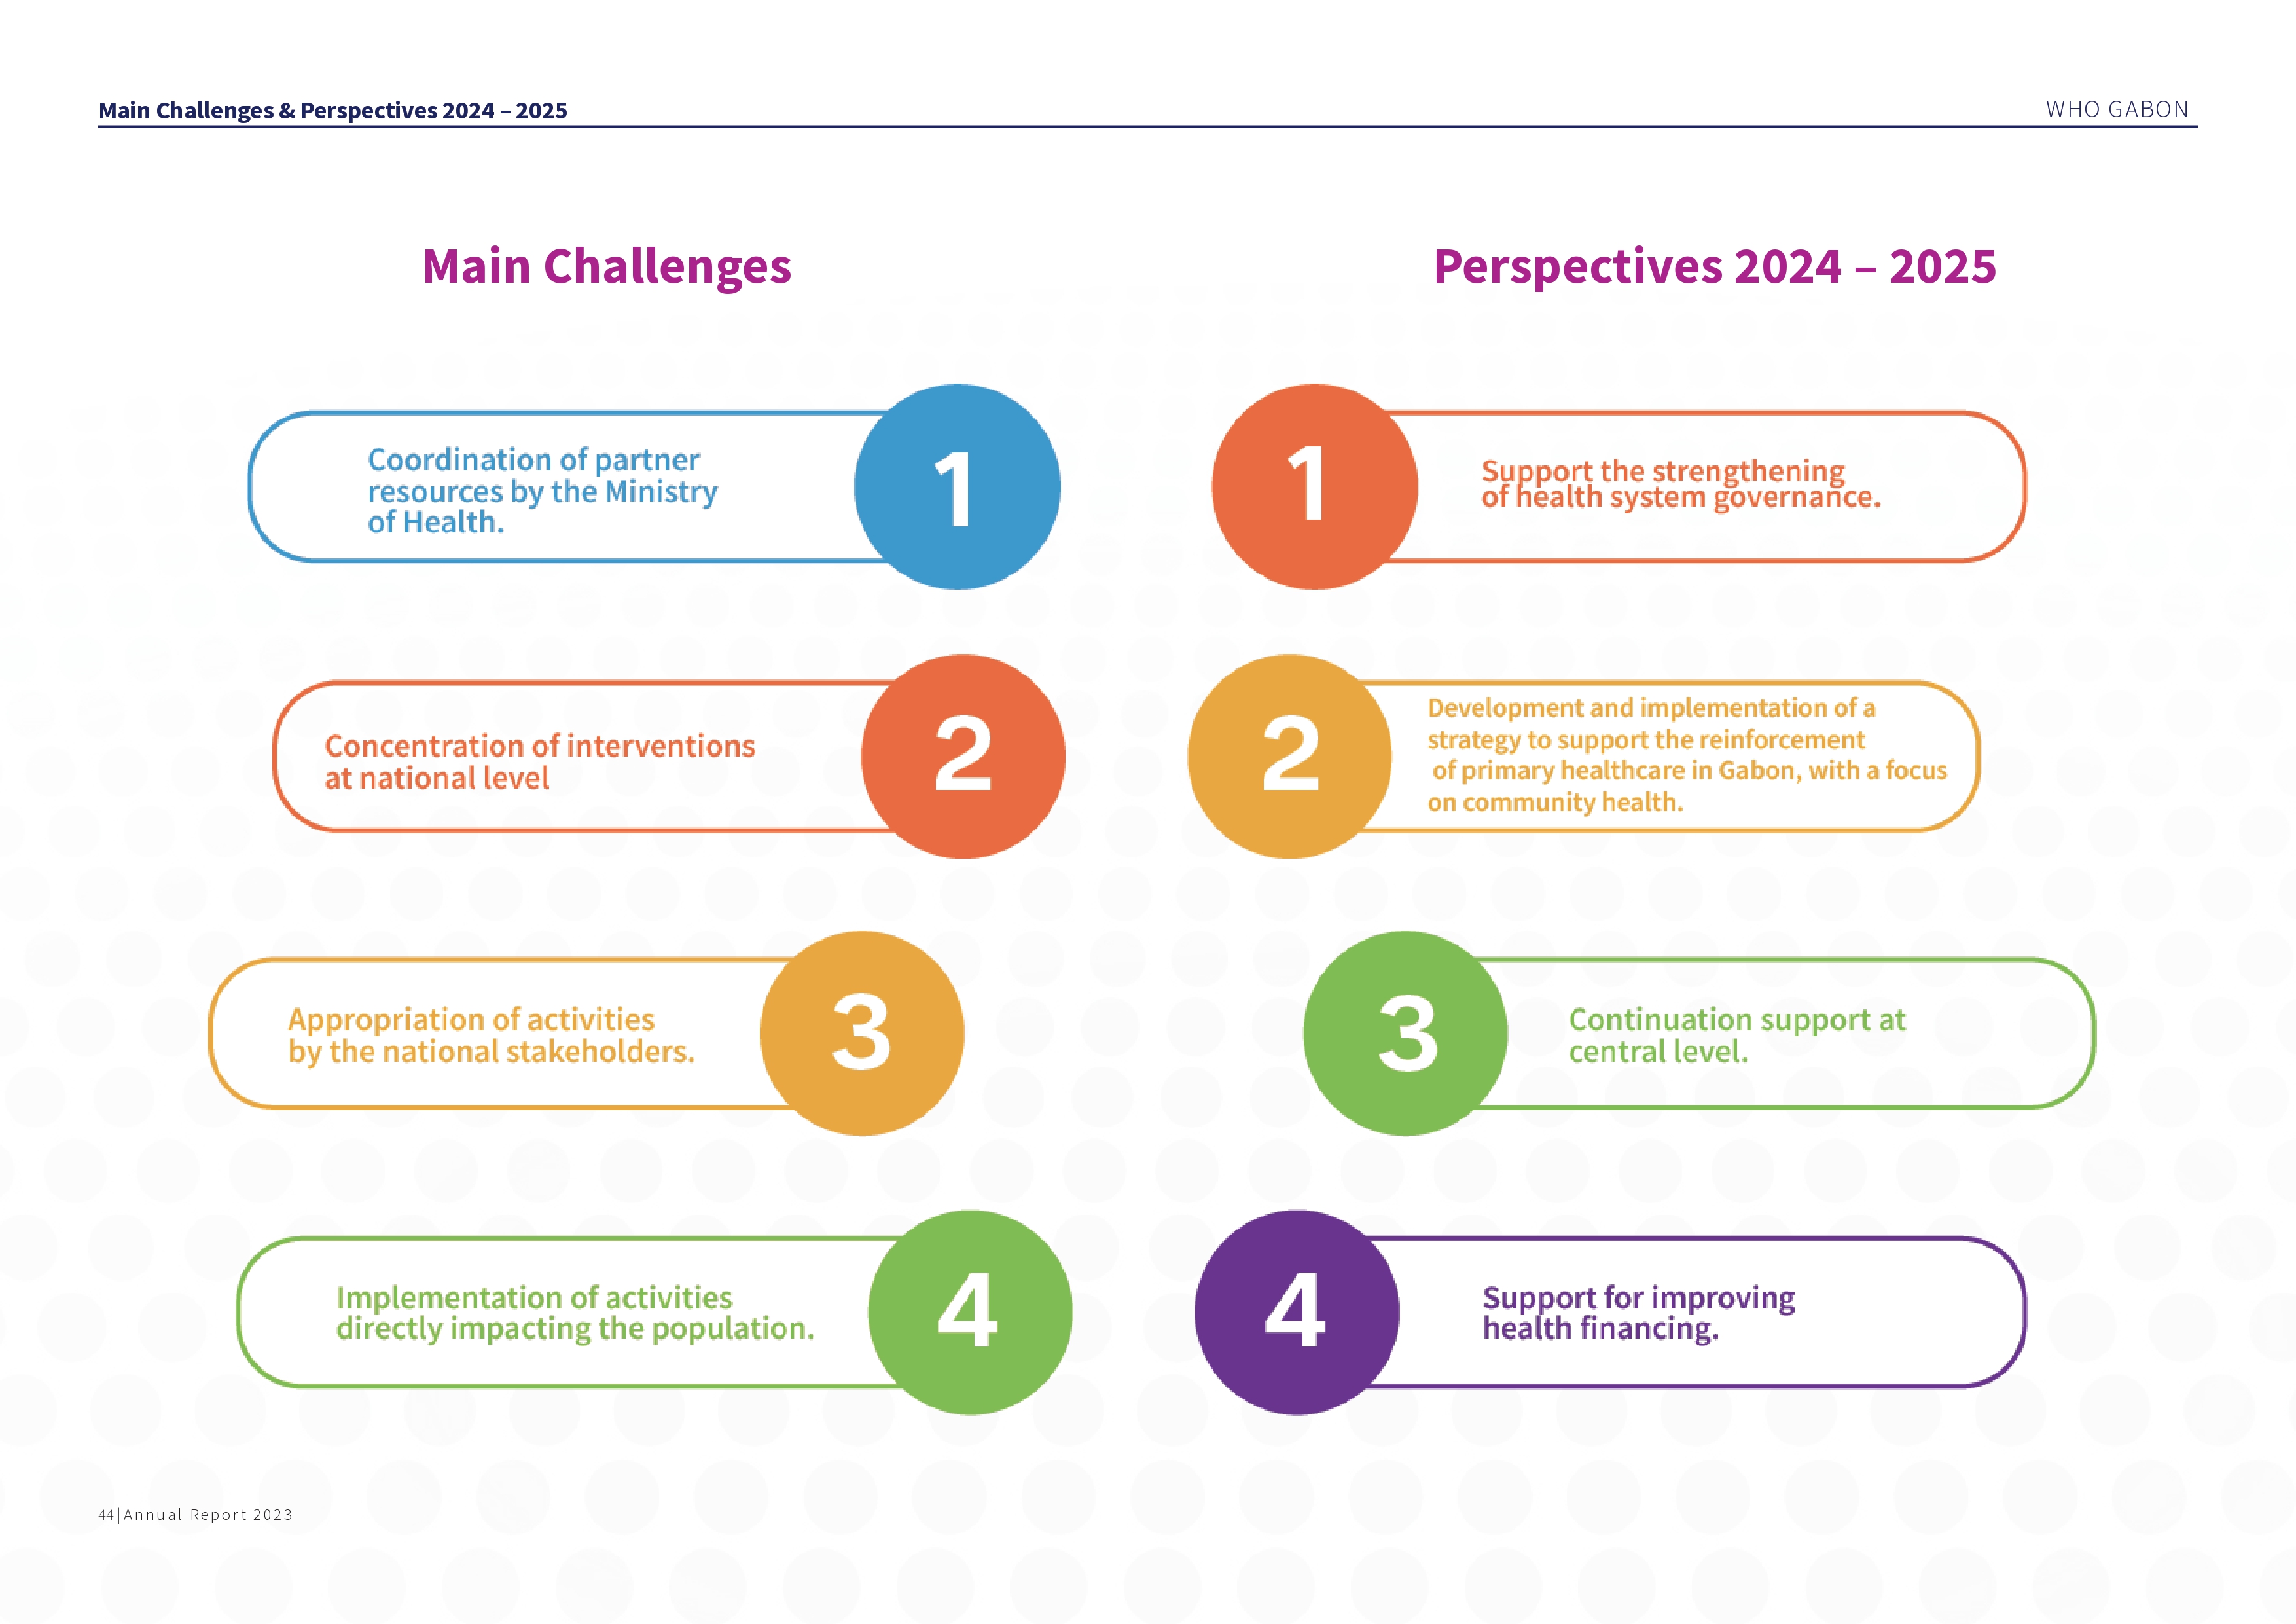 Main Challenges & Perspectives 2024 – 2025
WHO GABON
Main Challenges
1
Coordination of partner
resources by the Ministry
of Health.
2
Concentration of interventions
at national level
3
Appropriation of activities
by the national stakeholders.
4
Implementation of activities
directly impacting the population.
Perspectives 2024 – 2025
1
Support the strengthening
of health system governance.
2
Development and implementation of a
strategy to support the reinforcement
of primary healthcare in Gabon, with a focus
on community health.
3
Continuation support at
central level.
4
Support for improving
health financing.
44|Annual Report 2023